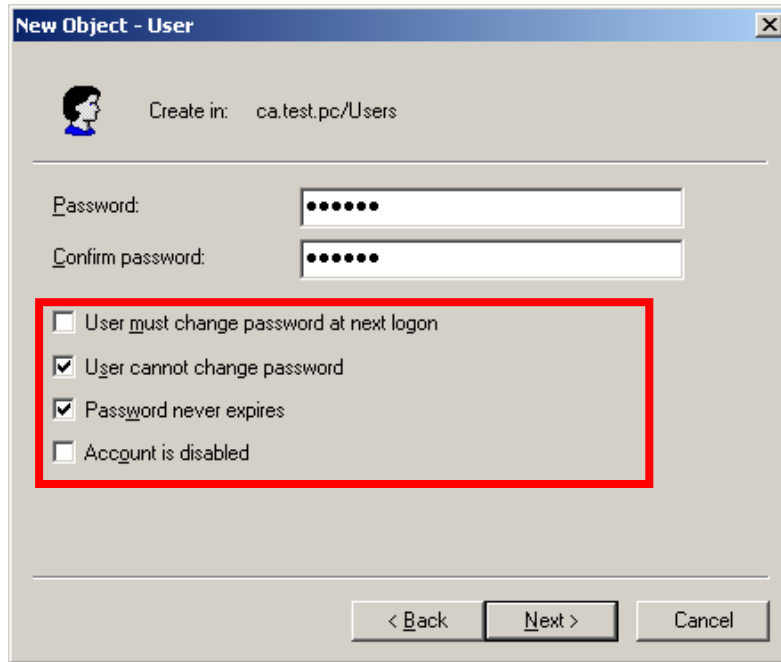 New Object - User
Create in: ca.test.pc/Users
Password: ●●●●●●
Confirm password: ●●●●●●
User must change password at next logon
User cannot change password
Password never expires
Account is disabled
< Back Next > Cancel